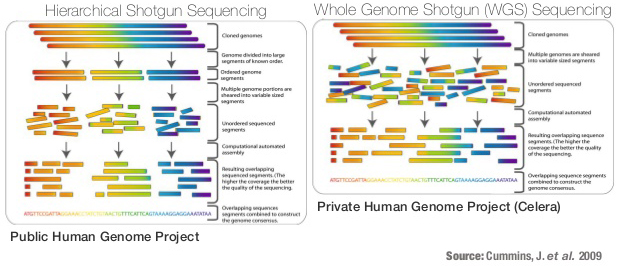 Hierarchical Shotgun Sequencing
Cloned genomes
Genome divided into large
segments of known order.
Ordered genome
segments
Multiple genome portions are
sheared into variable sized
segments
Unordered sequenced
segments
Computational automated
assembly
Resulting overlapping
sequenced segments. (The
higher the coverage the better
the quality of the sequencing.
Overlapping sequences
segments combined to construct
the genome consensus.
Public Human Genome Project
Whole Genome Shotgun (WGS) Sequencing
Cloned genomes
Multiple genomes are sheared
into variable sized segments
Unordered sequenced
segments
Computational automated
assembly
Resulting overlapping sequence
segments. (The higher the
coverage the better the quality
of the sequencing.
Overlapping sequence segments
combined to construct the
genome consensus.
Private Human Genome Project (Celera)
Source: Cummins, J. et al. 2009